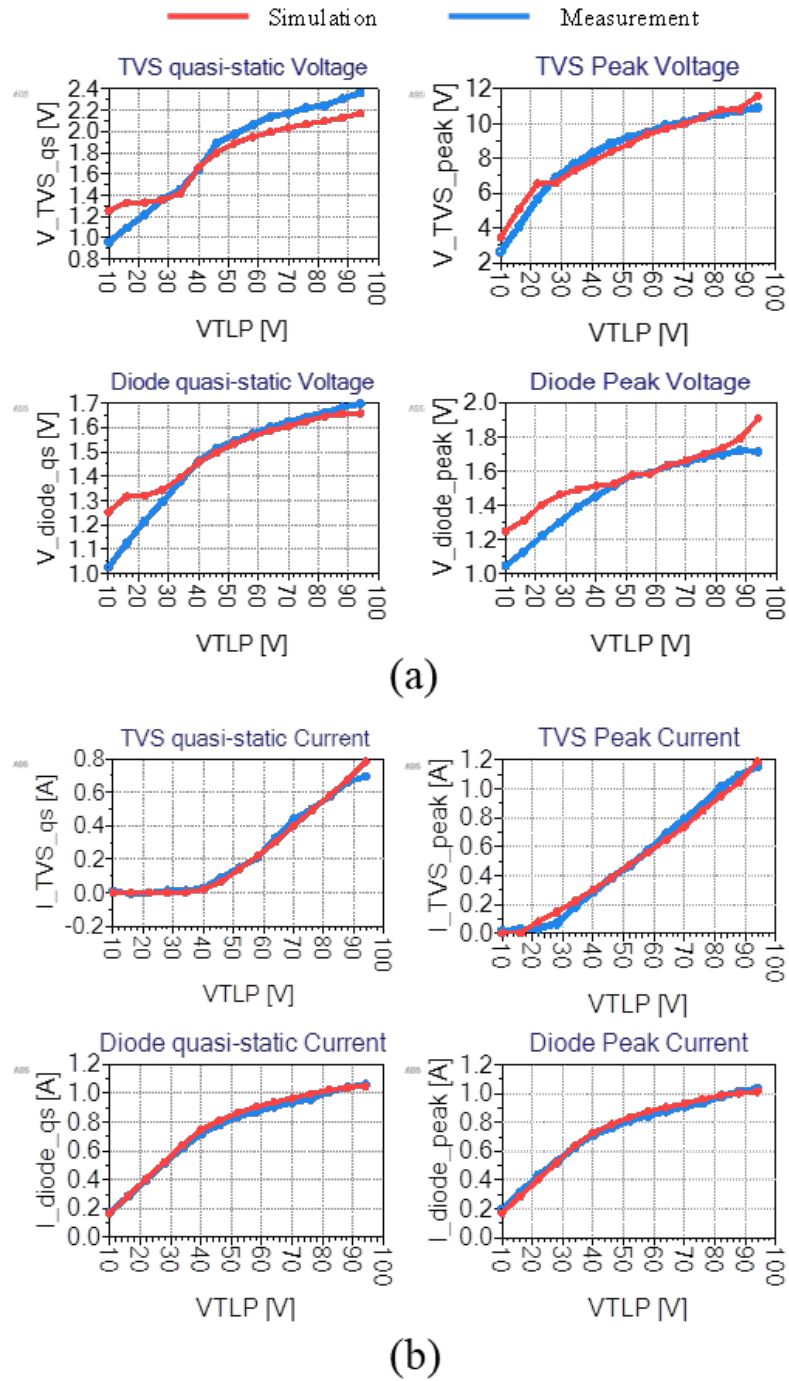 Simulation Measurement
TVS quasi-static Voltage
V_TVS_qs [V]
2.4
2.2
2.0
1.8
1.6
1.4
1.2
1.0
0.8
10 20 30 40 50 60 70 80 90 100
VTLP [V]
TVS Peak Voltage
V_TVS_peak [V]
12
10
8
6
4
2
10 20 30 40 50 60 70 80 90 100
VTLP [V]
Diode quasi-static Voltage
V_diode_qs [V]
1.7
1.6
1.5
1.4
1.3
1.2
1.1
1.0
10 20 30 40 50 60 70 80 90 100
VTLP [V]
Diode Peak Voltage
V_diode_peak [V]
2.0
1.8
1.6
1.4
1.2
1.0
10 20 30 40 50 60 70 80 90 100
VTLP [V]
(a)
TVS quasi-static Current
I_TVS_qs [A]
0.8
0.6
0.4
0.2
0.0
-0.2
10 20 30 40 50 60 70 80 90 100
VTLP [V]
TVS Peak Current
I_TVS_peak [A]
1.2
1.0
0.8
0.6
0.4
0.2
0.0
10 20 30 40 50 60 70 80 90 100
VTLP [V]
Diode quasi-static Current
I_diode_qs [A]
1.2
1.0
0.8
0.6
0.4
0.2
0.0
10 20 30 40 50 60 70 80 90 100
VTLP [V]
Diode Peak Current
I_diode_peak [A]
1.2
1.0
0.8
0.6
0.4
0.2
0.0
10 20 30 40 50 60 70 80 90 100
VTLP [V]
(b)